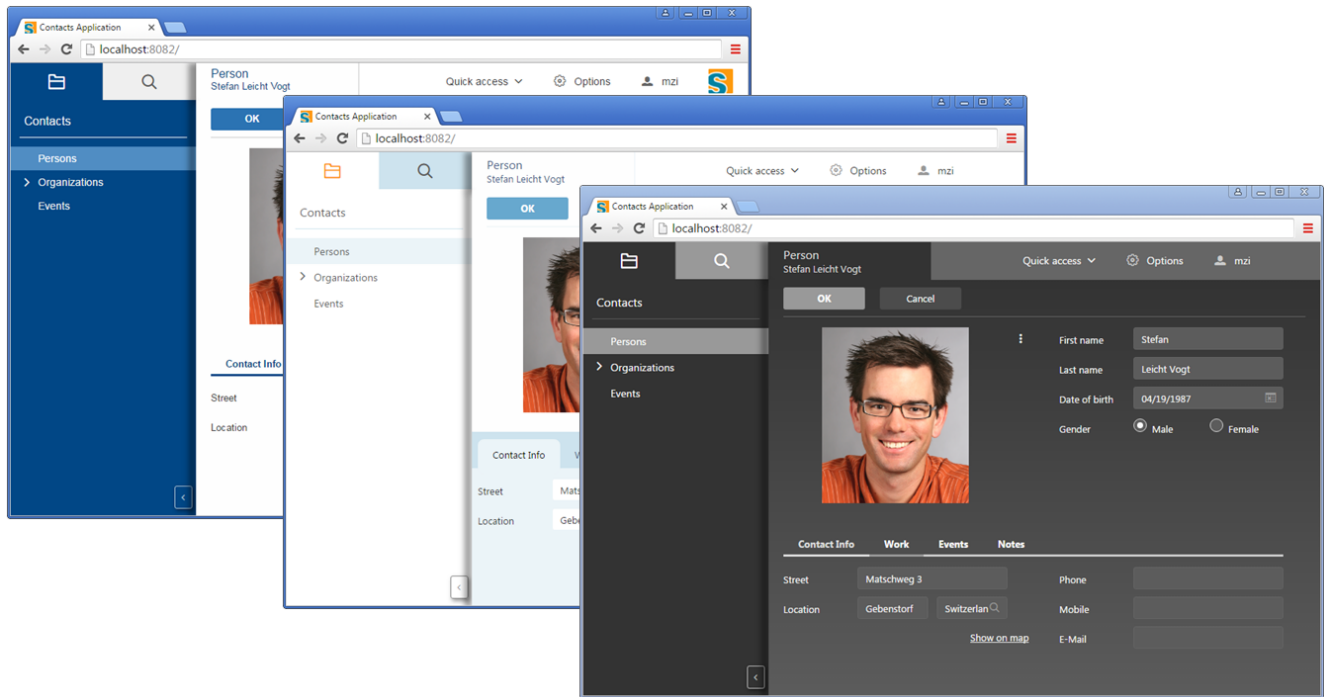 Contacts Application
localhost:8082/
Person
Stefan Leicht Vogt
Quick access
Options
mzi
Contacts
OK
Persons
Organizations
Events
Contact Info
Street
Location
Contacts Application
localhost:8082/
Person
Stefan Leicht Vogt
Quick access
Options
mzi
Contacts
OK
Persons
Organizations
Events
Contact Info
Street
Location
Contacts Application
localhost:8082/
Person
Stefan Leicht Vogt
Quick access
Options
mzi
Contacts
OK
Cancel
Persons
Organizations
Events
First name
Stefan
Last name
Leicht Vogt
Date of birth
04/19/1987
Gender
Male
Female
Contact Info
Work
Events
Notes
Street
Matschweg 3
Phone
Location
Gebenstorf
Switzerlan
Mobile
Show on map
E-Mail